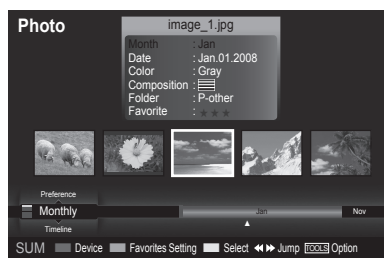 Photo
image_1.jpg
Month : Jan
Date : Jan.01.2008
Color : Gray
Composition :
Folder : P-other
Favorite : ★ ★ ★
Preference
Monthly
Jan
Nov
Timeline
SUM Device Favorites Setting Select Jump TOOLS Option